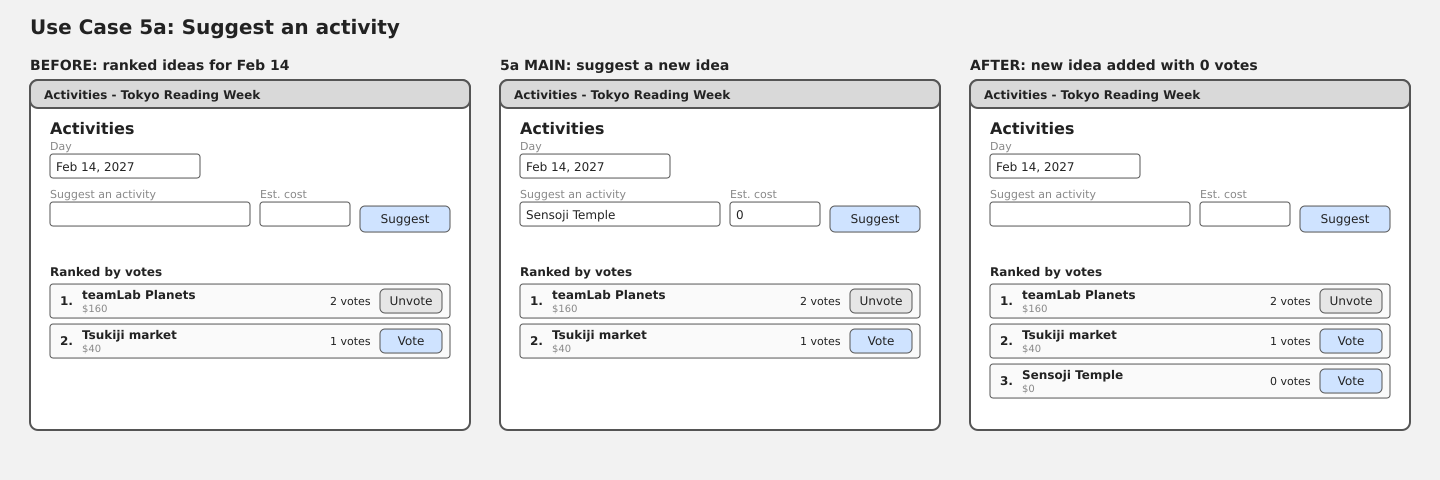 Use Case 5a: Suggest an activity
BEFORE: ranked ideas for Feb 14
Activities - Tokyo Reading Week
Activities
Day
Feb 14, 2027
Suggest an activity Est. cost
Suggest
Ranked by votes
1. teamLab Planets 2 votes Unvote
$160
2. Tsukiji market 1 votes Vote
$40
5a MAIN: suggest a new idea
Activities - Tokyo Reading Week
Activities
Day
Feb 14, 2027
Suggest an activity Est. cost
Sensoji Temple 0 Suggest
Ranked by votes
1. teamLab Planets 2 votes Unvote
$160
2. Tsukiji market 1 votes Vote
$40
AFTER: new idea added with 0 votes
Activities - Tokyo Reading Week
Activities
Day
Feb 14, 2027
Suggest an activity Est. cost
Suggest
Ranked by votes
1. teamLab Planets 2 votes Unvote
$160
2. Tsukiji market 1 votes Vote
$40
3. Sensoji Temple 0 votes Vote
$0